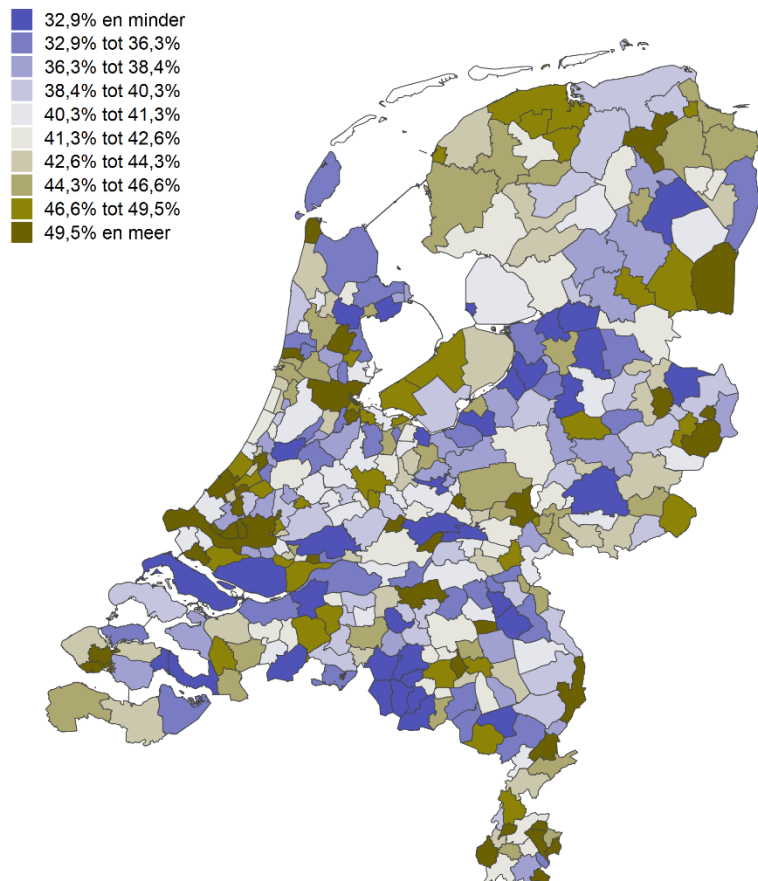 32,9% en minder
32,9% tot 36,3%
36,3% tot 38,4%
38,4% tot 40,3%
40,3% tot 41,3%
41,3% tot 42,6%
42,6% tot 44,3%
44,3% tot 46,6%
46,6% tot 49,5%
49,5% en meer